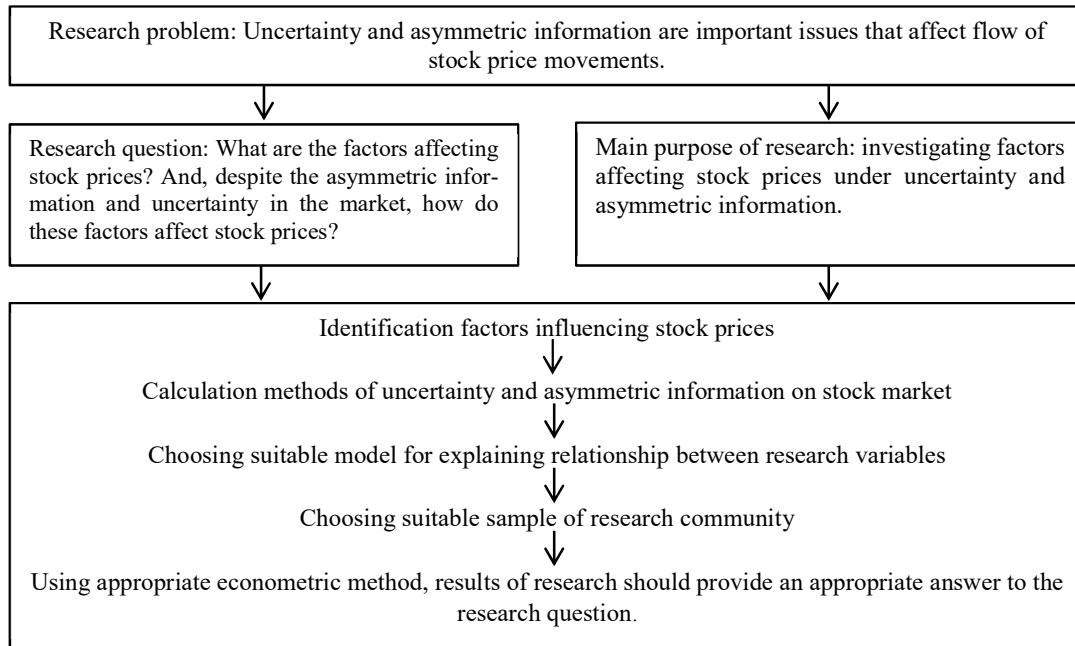 Research problem: Uncertainty and asymmetric information are important issues that affect flow of
stock price movements.
Research question: What are the factors affecting
stock prices? And, despite the asymmetric infor-
mation and uncertainty in the market, how do
these factors affect stock prices?
Main purpose of research: investigating factors
affecting stock prices under uncertainty and
asymmetric information.
Identification factors influencing stock prices
Calculation methods of uncertainty and asymmetric information on stock market
Choosing suitable model for explaining relationship between research variables
Choosing suitable sample of research community
Using appropriate econometric method, results of research should provide an appropriate answer to the
research question.